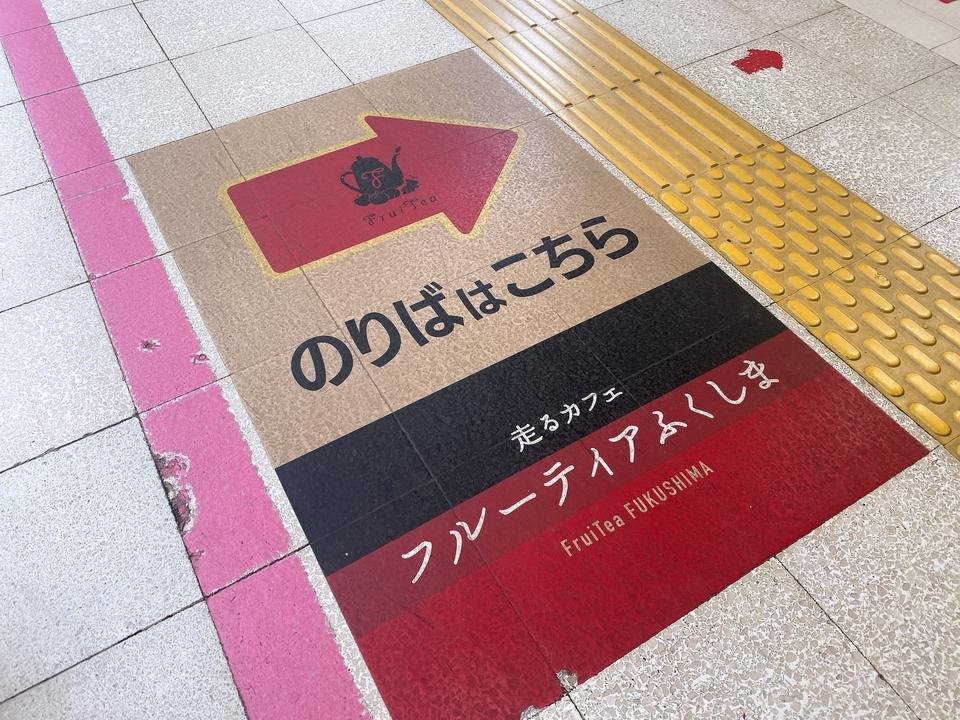 F
FruiTea
のりばはこちら
走るカフェ
フルーティアふくしま
FruiTea FUKUSHIMA